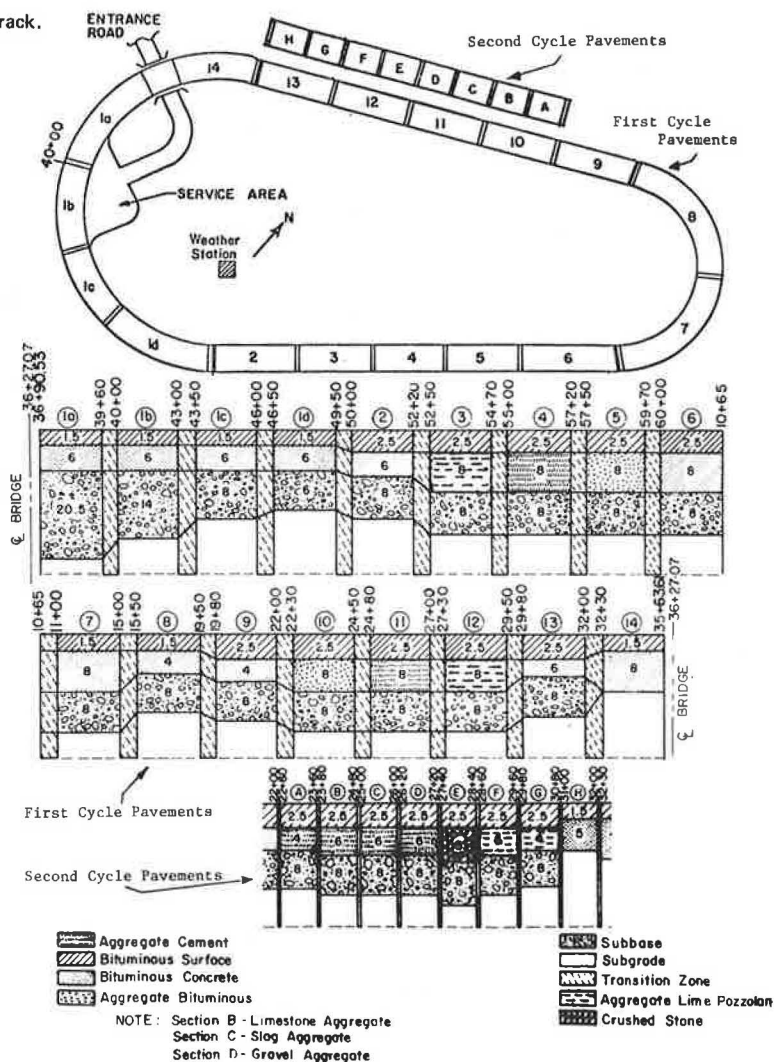 rack.
ENTRANCE
ROAD
Second Cycle Pavements
H G F E D C B A
First Cycle
Pavements
14 13 12 11 10 9
1a
40+00
8
1b
SERVICE AREA
N
Weather
Station
1c
7
1d 2 3 4 5 6
36+27.07
36+90.53 39+60 40+00 43+00 43+50 46+00 46+50 49+50 50+00 52+20 52+50 54+70 55+00 57+20 57+50 59+70 60+00 10+65
1a 1b 1c 1d 2 3 4 5 6
1.5 1.5 1.5 1.5 2.5 2.5 2.5 2.5 2.5
6 6 6 6 6 8 8 8 8
20.5 14 8 6 8 8 8 8 8
℄ BRIDGE
10+65 11+00 15+00 15+50 19+50 19+80 22+00 22+30 24+50 24+80 27+00 27+30 29+50 29+80 32+00 32+30
36+27.07
7 8 9 10 11 12 13 14
1.5 1.5 2.5 2.5 2.5 2.5 2.5 1.5
8 4 4 8 8 8 6 8
8 8 8 8 8 8 8
℄ BRIDGE
First Cycle Pavements
A B C D E F G H
2.5 2.5 2.5 2.5 2.5 2.5 2.5 1.5
4 6 6 6
8 8 8 8 8 8 8
Second Cycle Pavements
Aggregate Cement
Bituminous Surface
Bituminous Concrete
Aggregate Bituminous
Subbase
Subgrade
Transition Zone
Aggregate Lime Pozzolan
Crushed Stone
NOTE: Section B - Limestone Aggregate
Section C - Slag Aggregate
Section D - Gravel Aggregate